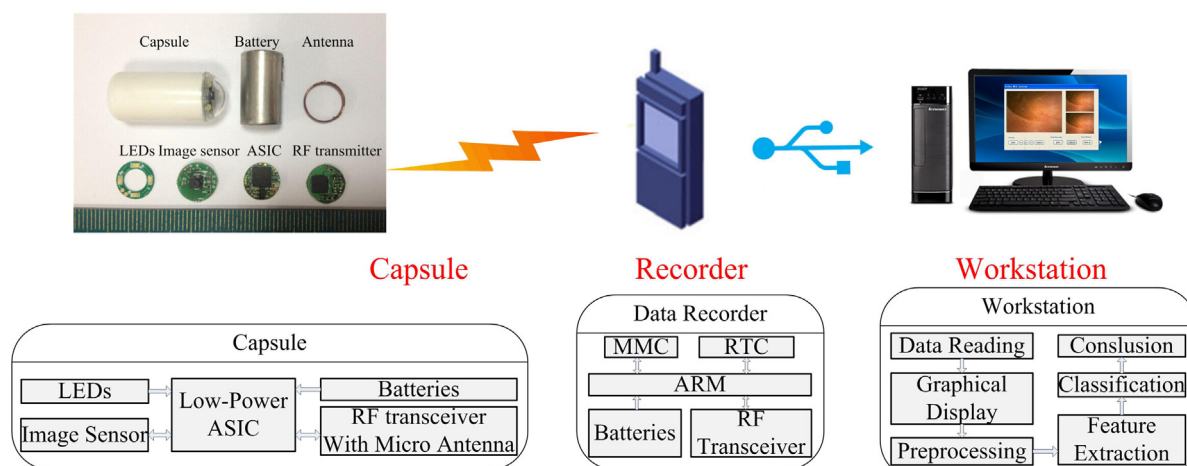 Capsule Battery Antenna
LEDs Image sensor ASIC RF transmitter
Capsule
Recorder
Workstation
Capsule
LEDs
Image Sensor
Low-Power
ASIC
Batteries
RF transceiver
With Micro Antenna
Data Recorder
MMC
RTC
ARM
Batteries
RF
Transceiver
Workstation
Data Reading
Graphical
Display
Preprocessing
Conslusion
Classification
Feature
Extraction